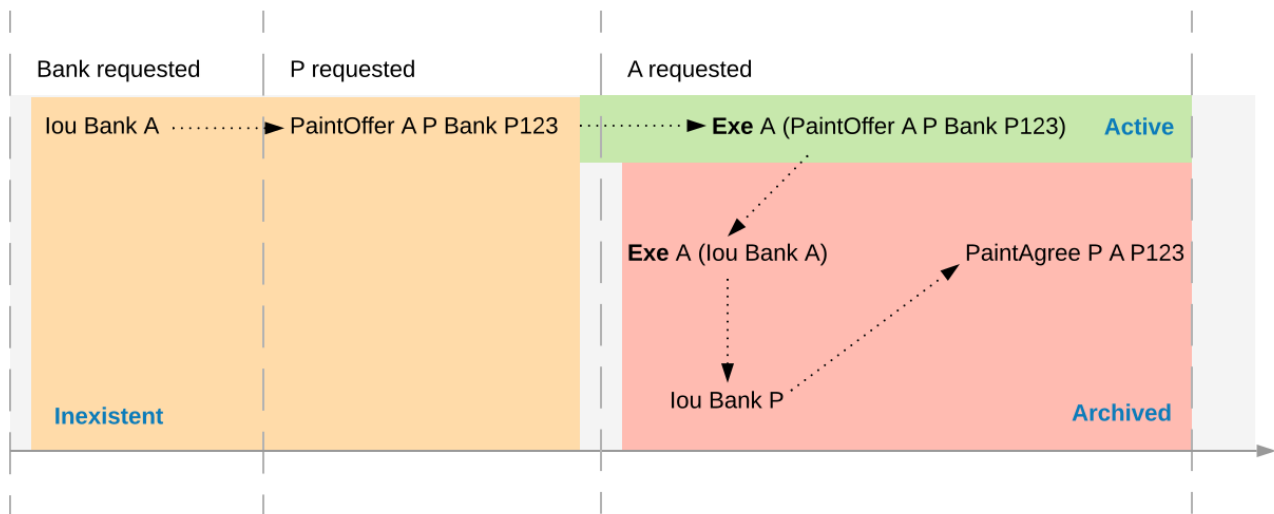 Bank requested
P requested
A requested
Iou Bank A
PaintOffer A P Bank P123
Exe A (PaintOffer A P Bank P123)
Active
Exe A (Iou Bank A)
PaintAgree P A P123
Iou Bank P
Inexistent
Archived